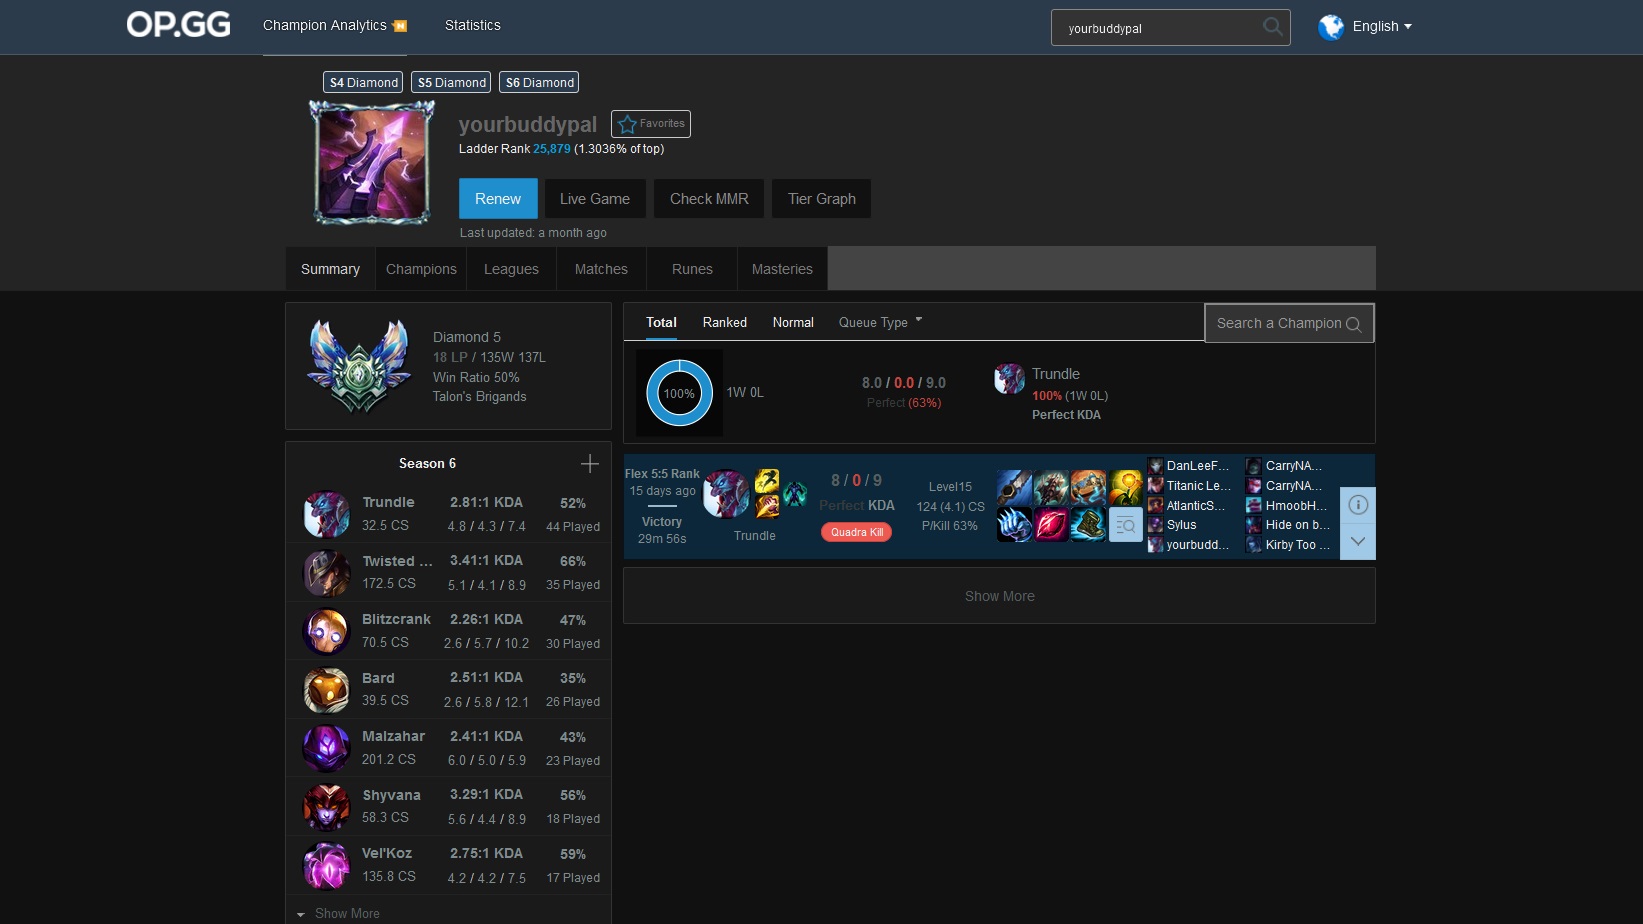 OP.GG Champion Analytics Statistics yourbuddypal English
S4 Diamond S5 Diamond S6 Diamond
yourbuddypal Favorites
Ladder Rank 25,879 (1.3036% of top)
Renew Live Game Check MMR Tier Graph
Last updated: a month ago
Summary Champions Leagues Matches Runes Masteries
Diamond 5
18 LP / 135W 137L
Win Ratio 50%
Talon's Brigands
Season 6
Trundle 2.81:1 KDA 52%
32.5 CS 4.8 / 4.3 / 7.4 44 Played
Twisted ... 3.41:1 KDA 66%
172.5 CS 5.1 / 4.1 / 8.9 35 Played
Blitzcrank 2.26:1 KDA 47%
70.5 CS 2.6 / 5.7 / 10.2 30 Played
Bard 2.51:1 KDA 35%
39.5 CS 2.6 / 5.8 / 12.1 26 Played
Malzahar 2.41:1 KDA 43%
201.2 CS 6.0 / 5.0 / 5.9 23 Played
Shyvana 3.29:1 KDA 56%
58.3 CS 5.6 / 4.4 / 8.9 18 Played
Vel'Koz 2.75:1 KDA 59%
135.8 CS 4.2 / 4.2 / 7.5 17 Played
Show More
Total Ranked Normal Queue Type Search a Champion
100% 1W 0L
8.0 / 0.0 / 9.0
Perfect (63%)
Trundle
100% (1W 0L)
Perfect KDA
Flex 5:5 Rank
15 days ago
Victory
29m 56s
Trundle
8 / 0 / 9
Perfect KDA
Quadra Kill
Level15
124 (4.1) CS
P/Kill 63%
DanLeeF...
Titanic Le...
AtlanticS...
Sylus
yourbudd...
CarryNA...
CarryNA...
HmoobH...
Hide on b...
Kirby Too ...
Show More